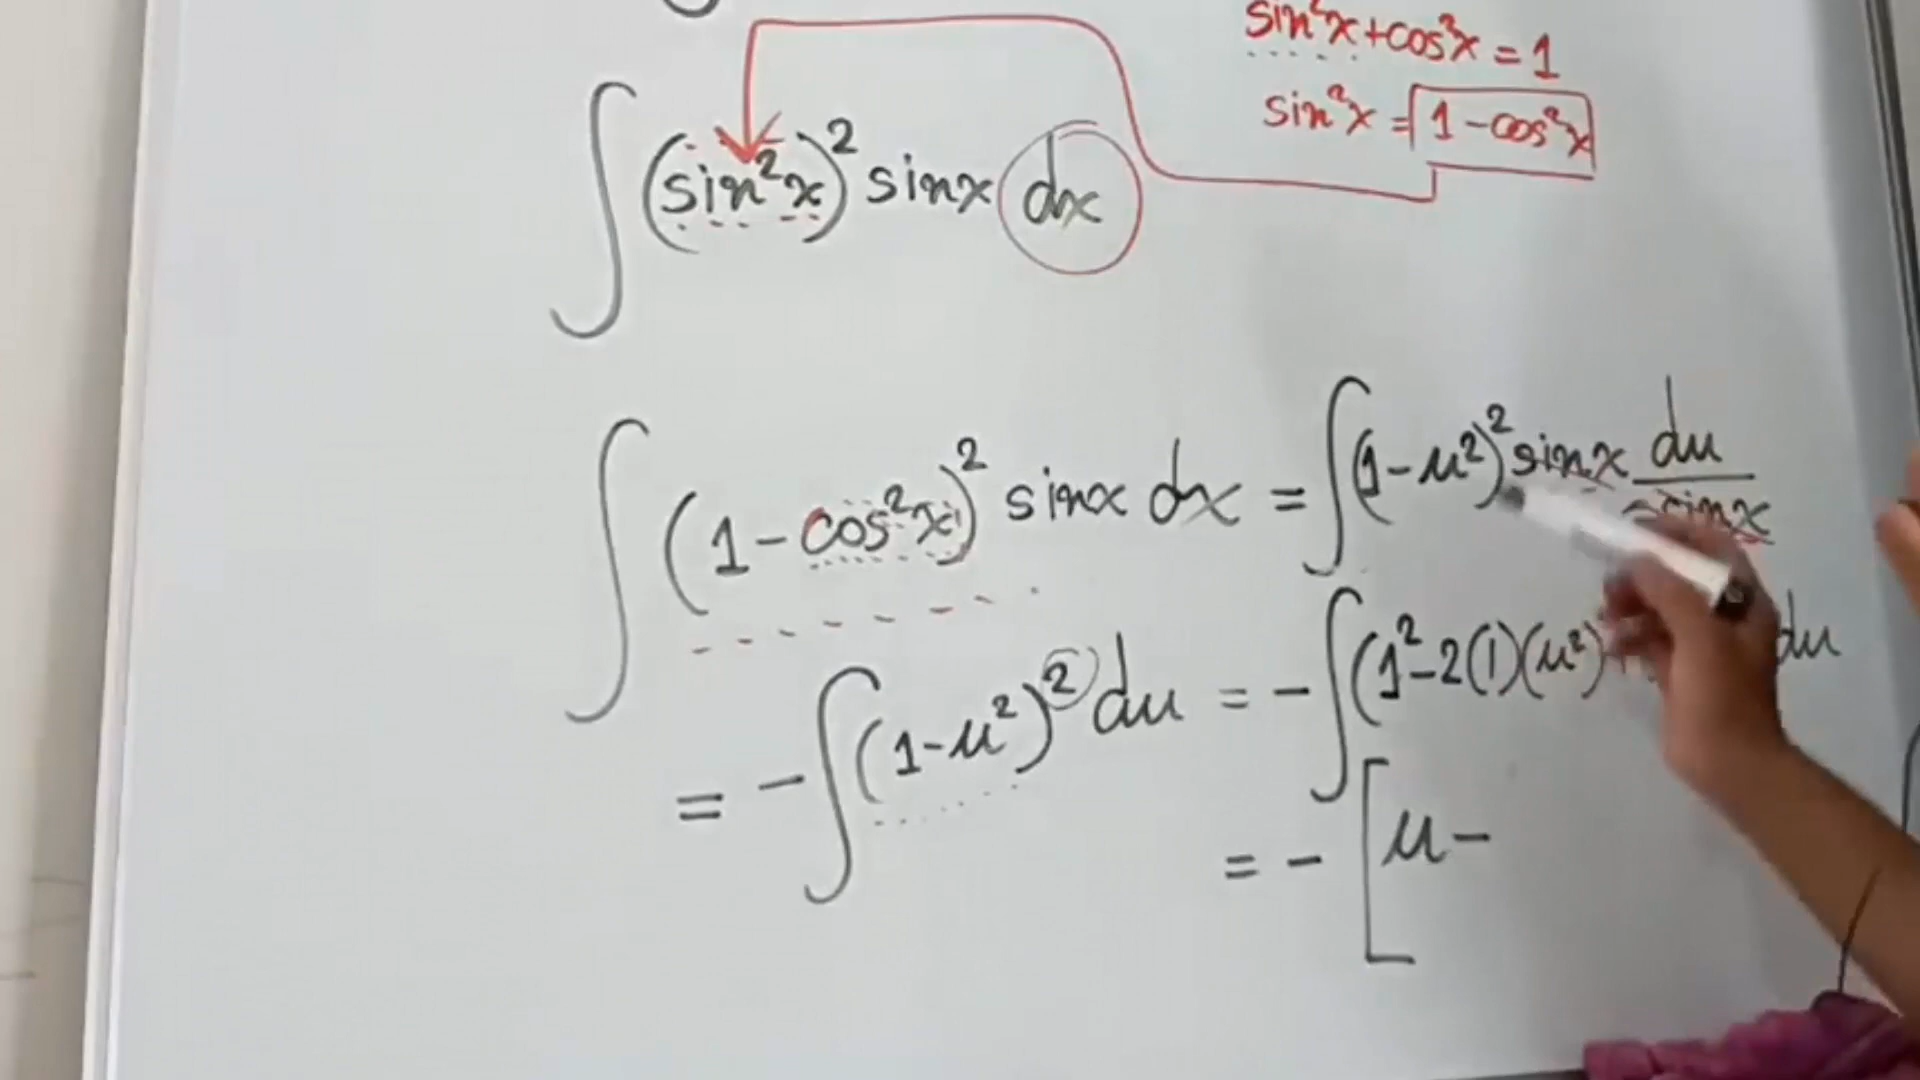 sin²x+cos²x = 1
sin²x = 1-cos²x
∫ (sin²x)² sinx dx
∫ (1-cos²x)² sinx dx = ∫(1-u²)² sinx du/sinx
= -∫(1-u²)² du = -∫(1²-2(1)(u²)+ du
= - [u-